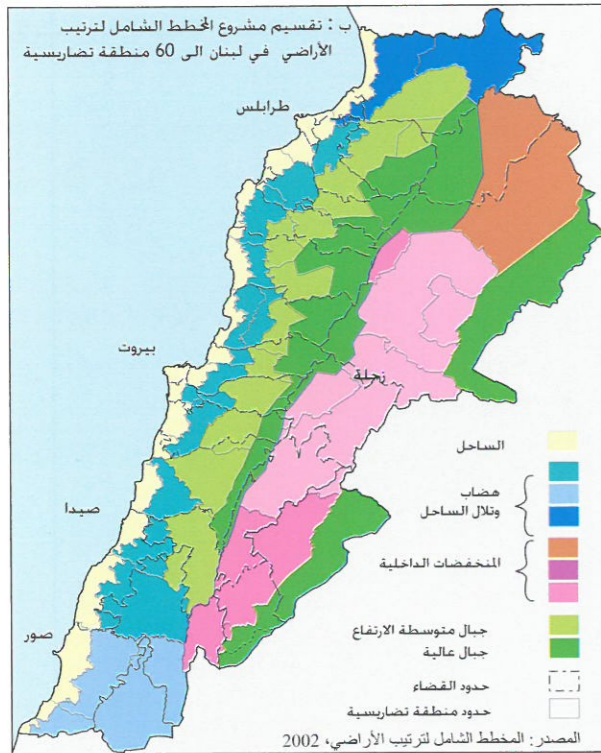 ب : تقسيم مشروع المخطط الشامل لترتيب
الأراضي في لبنان الى 60 منطقة تضاريسية
طرابلس
بيروت
زحلة
صيدا
صور
الساحل
هضاب
وتلال الساحل
المنخفضات الداخلية
جبال متوسطة الارتفاع
جبال عالية
حدود القضاء
حدود منطقة تضاريسية
المصدر: المخطط الشامل لترتيب الأراضي، 2002